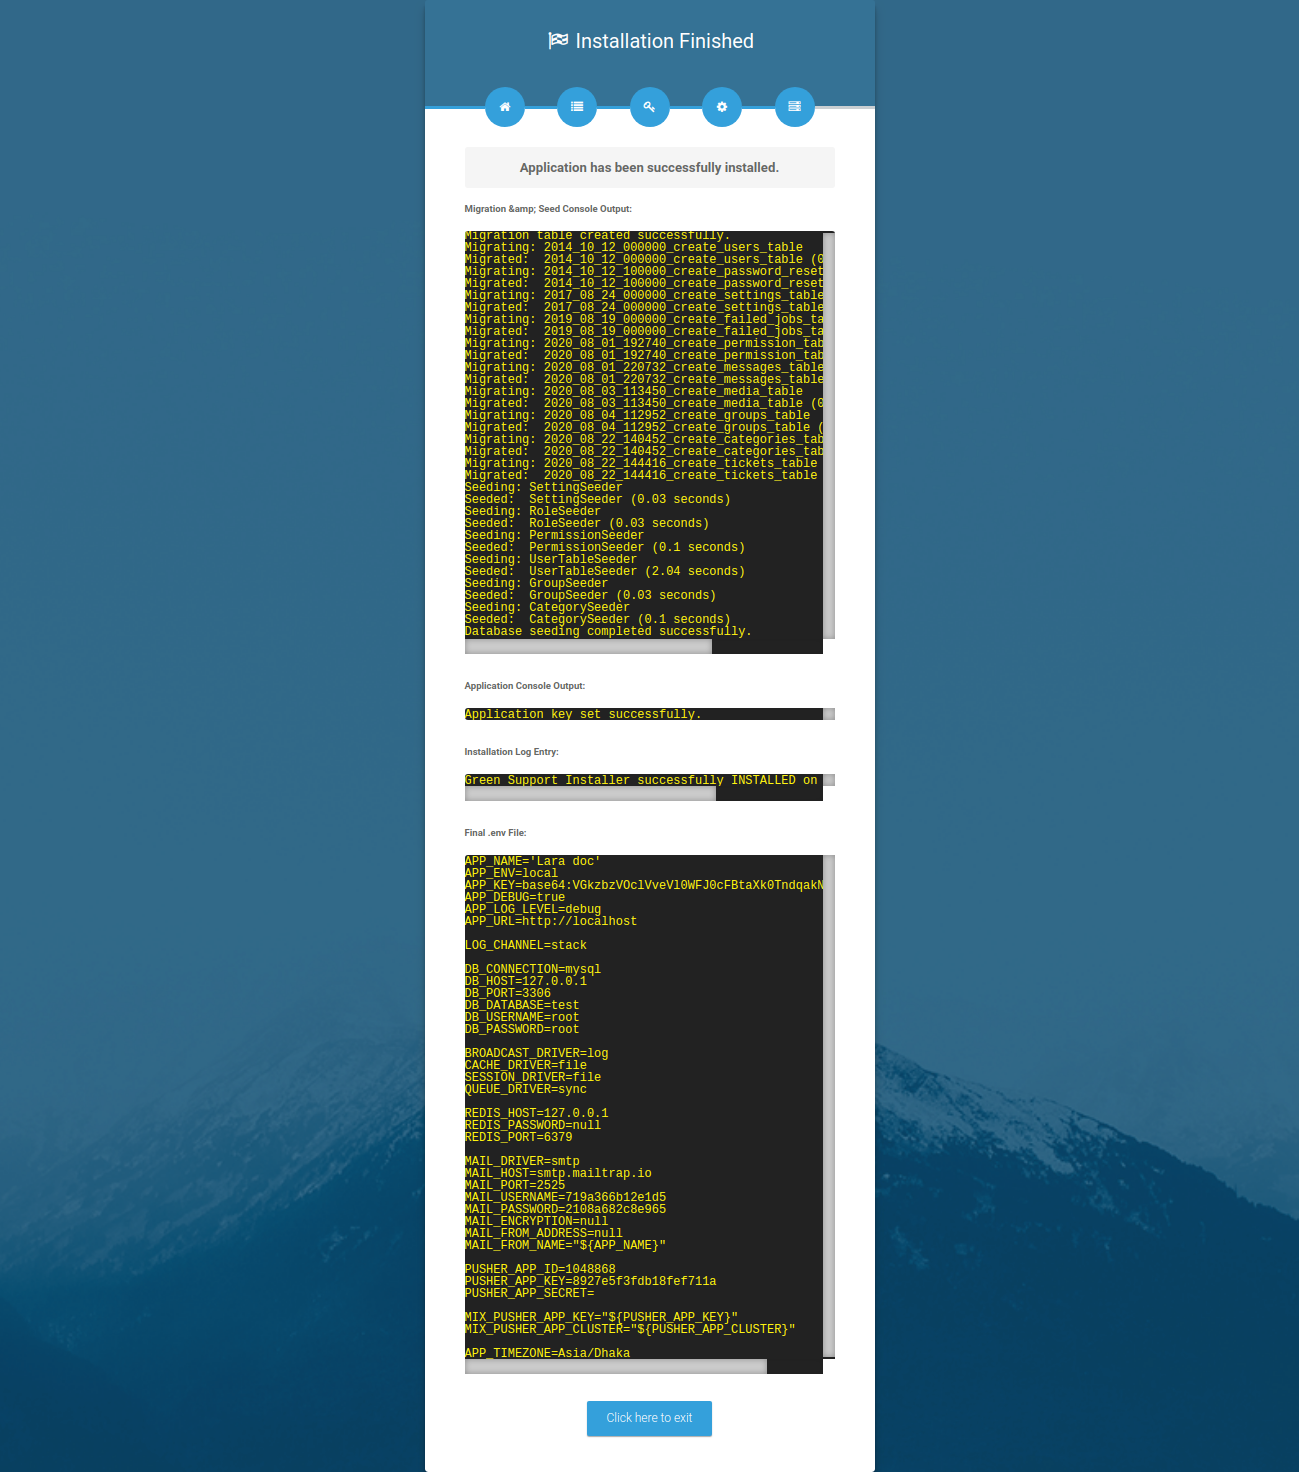 Installation Finished
Application has been successfully installed.
Migration &amp; Seed Console Output:
Migration table created successfully.
Migrating: 2014_10_12_000000_create_users_table
Migrated:  2014_10_12_000000_create_users_table (0
Migrating: 2014_10_12_100000_create_password_reset
Migrated:  2014_10_12_100000_create_password_reset
Migrating: 2017_08_24_000000_create_settings_table
Migrated:  2017_08_24_000000_create_settings_table
Migrating: 2019_08_19_000000_create_failed_jobs_ta
Migrated:  2019_08_19_000000_create_failed_jobs_ta
Migrating: 2020_08_01_192740_create_permission_tab
Migrated:  2020_08_01_192740_create_permission_tab
Migrating: 2020_08_01_220732_create_messages_table
Migrated:  2020_08_01_220732_create_messages_table
Migrating: 2020_08_03_113450_create_media_table
Migrated:  2020_08_03_113450_create_media_table (0
Migrating: 2020_08_04_112952_create_groups_table
Migrated:  2020_08_04_112952_create_groups_table (
Migrating: 2020_08_22_140452_create_categories_tab
Migrated:  2020_08_22_140452_create_categories_tab
Migrating: 2020_08_22_144416_create_tickets_table
Migrated:  2020_08_22_144416_create_tickets_table
Seeding: SettingSeeder
Seeded:  SettingSeeder (0.03 seconds)
Seeding: RoleSeeder
Seeded:  RoleSeeder (0.03 seconds)
Seeding: PermissionSeeder
Seeded:  PermissionSeeder (0.1 seconds)
Seeding: UserTableSeeder
Seeded:  UserTableSeeder (2.04 seconds)
Seeding: GroupSeeder
Seeded:  GroupSeeder (0.03 seconds)
Seeding: CategorySeeder
Seeded:  CategorySeeder (0.1 seconds)
Database seeding completed successfully.
Application Console Output:
Application key set successfully.
Installation Log Entry:
Green Support Installer successfully INSTALLED on
Final .env File:
APP_NAME='Lara doc'
APP_ENV=local
APP_KEY=base64:VGkzbzVOclVveVl0WFJ0cFBtaXk0TndqakN
APP_DEBUG=true
APP_LOG_LEVEL=debug
APP_URL=http://localhost
LOG_CHANNEL=stack
DB_CONNECTION=mysql
DB_HOST=127.0.0.1
DB_PORT=3306
DB_DATABASE=test
DB_USERNAME=root
DB_PASSWORD=root
BROADCAST_DRIVER=log
CACHE_DRIVER=file
SESSION_DRIVER=file
QUEUE_DRIVER=sync
REDIS_HOST=127.0.0.1
REDIS_PASSWORD=null
REDIS_PORT=6379
MAIL_DRIVER=smtp
MAIL_HOST=smtp.mailtrap.io
MAIL_PORT=2525
MAIL_USERNAME=719a366b12e1d5
MAIL_PASSWORD=2108a682c8e965
MAIL_ENCRYPTION=null
MAIL_FROM_ADDRESS=null
MAIL_FROM_NAME="${APP_NAME}"
PUSHER_APP_ID=1048868
PUSHER_APP_KEY=8927e5f3fdb18fef711a
PUSHER_APP_SECRET=
MIX_PUSHER_APP_KEY="${PUSHER_APP_KEY}"
MIX_PUSHER_APP_CLUSTER="${PUSHER_APP_CLUSTER}"
APP_TIMEZONE=Asia/Dhaka
Click here to exit